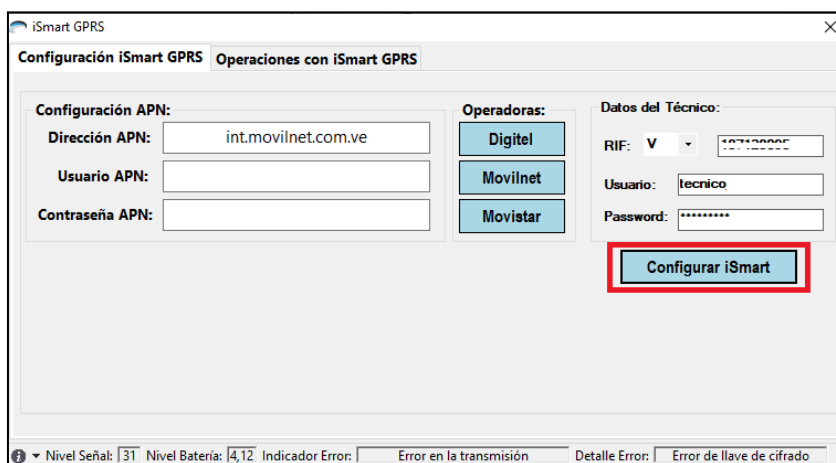 iSmart GPRS
Configuración iSmart GPRS Operaciones con iSmart GPRS
Configuración APN: Operadoras: Datos del Técnico:
Dirección APN: int.movilnet.com.ve Digitel RIF: V
Usuario APN: Movilnet Usuario: tecnico
Contraseña APN: Movistar Password: *********
Configurar iSmart
Nivel Señal: 31 Nivel Batería: 4,12 Indicador Error: Error en la transmisión Detalle Error: Error de llave de cifrado